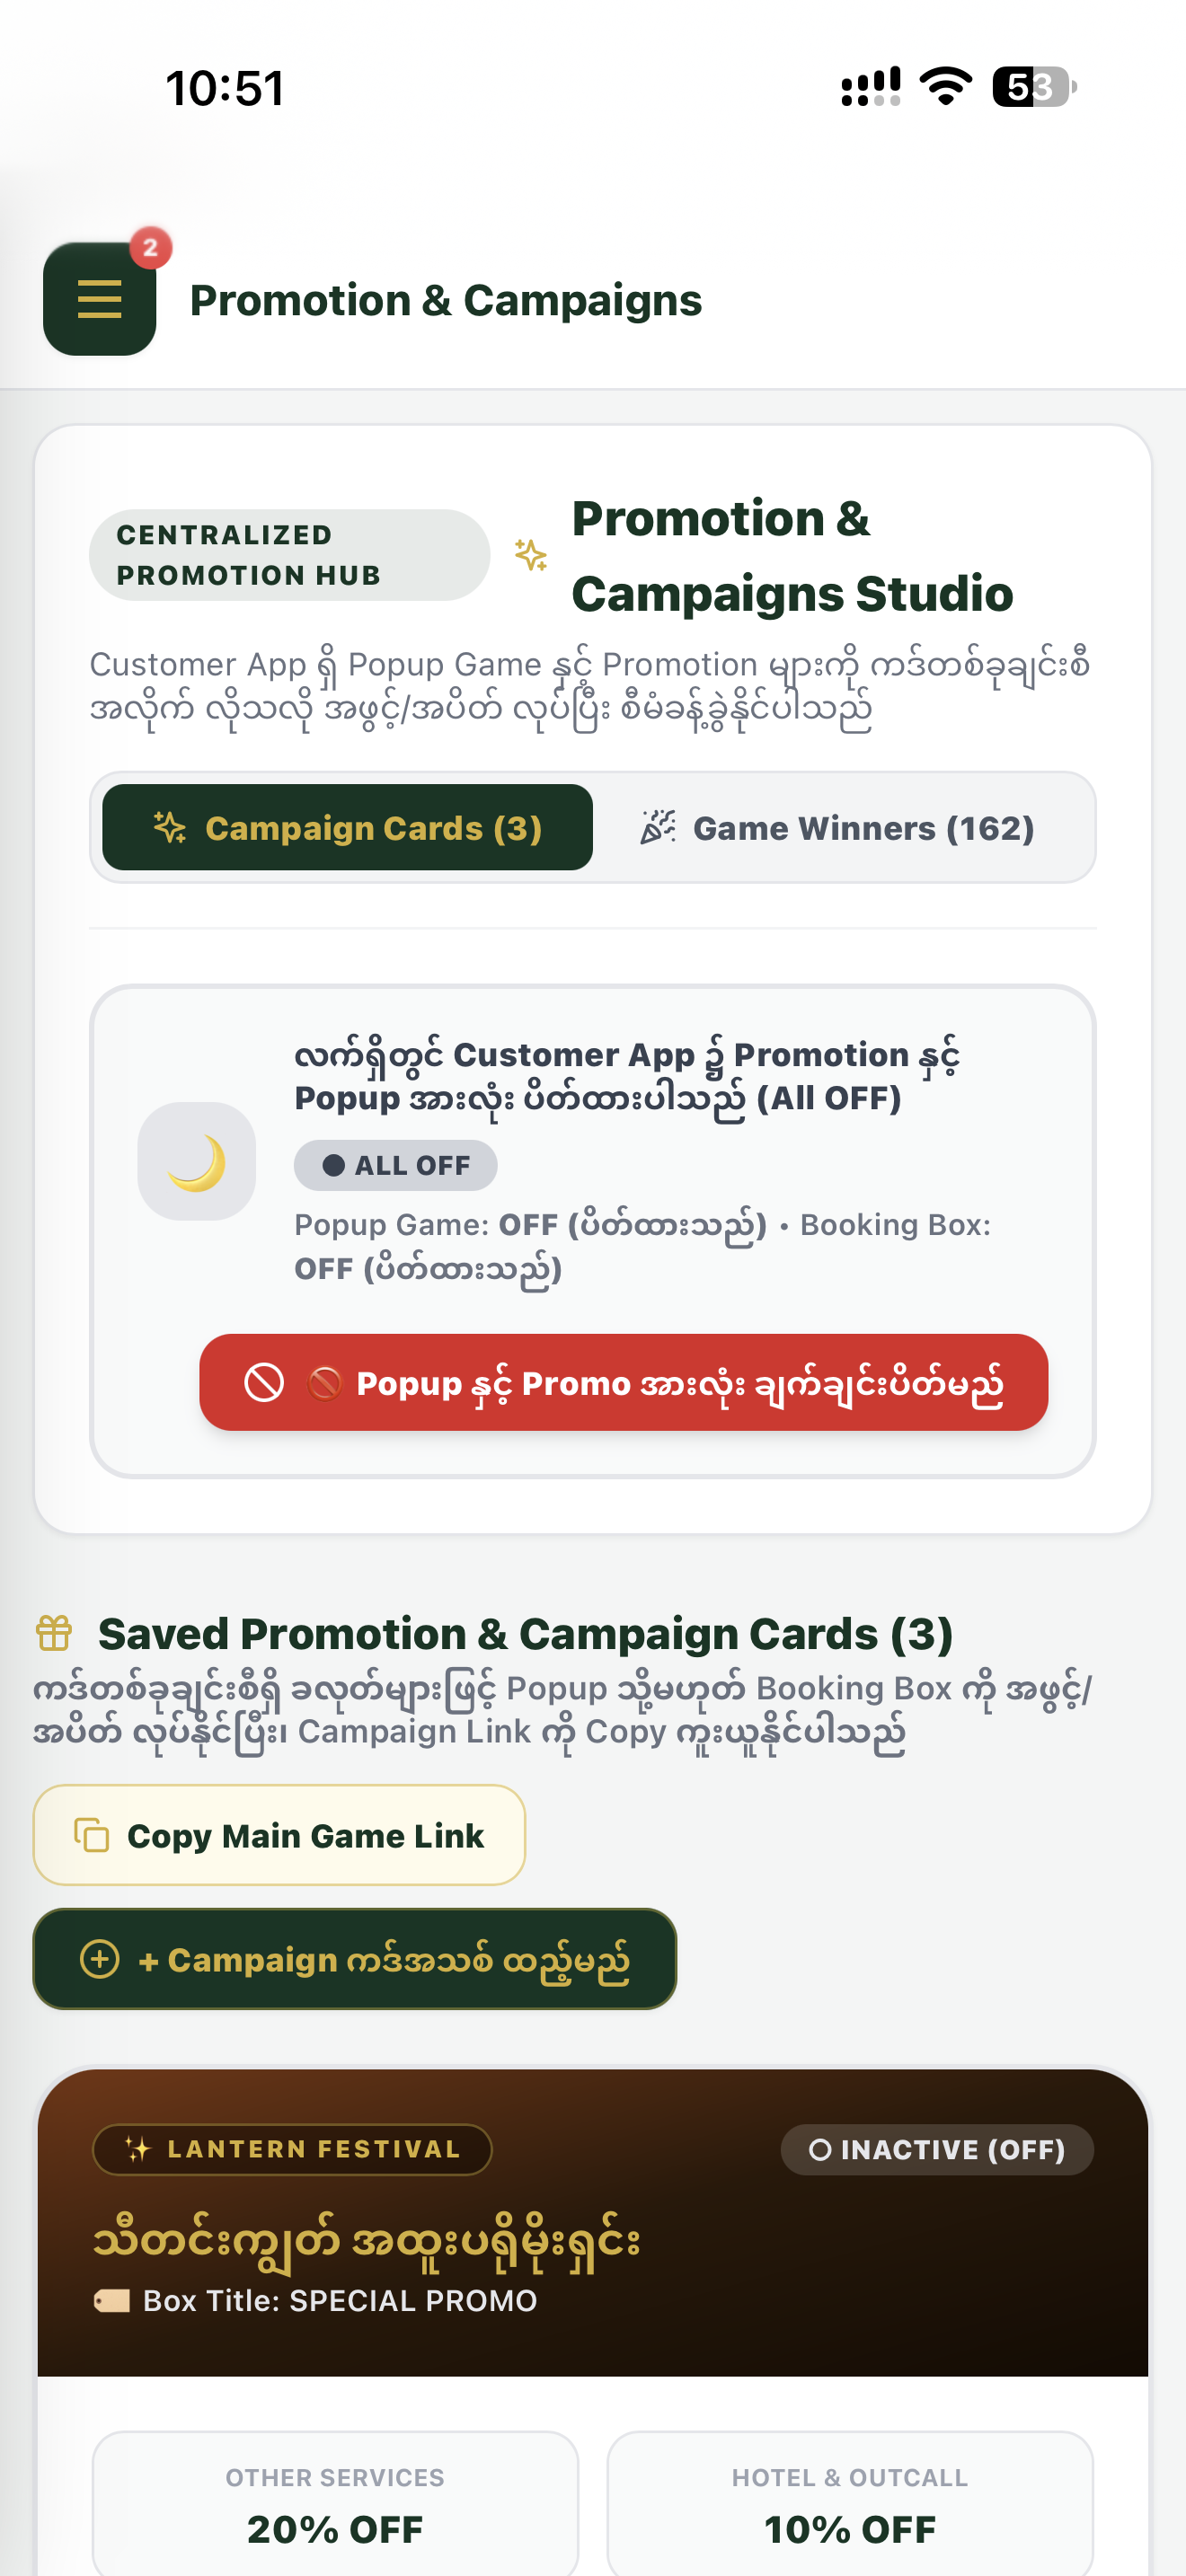 10:51
53
2
Promotion & Campaigns
CENTRALIZED
PROMOTION HUB
Promotion &
Campaigns Studio
Customer App ရှိ Popup Game နှင့် Promotion များကို ကဒ်တစ်ခုချင်းစီ
အလိုက် လိုသလို အဖွင့်/အပိတ် လုပ်ပြီး စီမံခန့်ခွဲနိုင်ပါသည်
Campaign Cards (3)
Game Winners (162)
လက်ရှိတွင် Customer App ၌ Promotion နှင့်
Popup အားလုံး ပိတ်ထားပါသည် (All OFF)
ALL OFF
Popup Game: OFF (ပိတ်ထားသည်) • Booking Box:
OFF (ပိတ်ထားသည်)
🚫 Popup နှင့် Promo အားလုံး ချက်ချင်းပိတ်မည်
Saved Promotion & Campaign Cards (3)
ကဒ်တစ်ခုချင်းစီရှိ ခလုတ်များဖြင့် Popup သို့မဟုတ် Booking Box ကို အဖွင့်/
အပိတ် လုပ်နိုင်ပြီး၊ Campaign Link ကို Copy ကူးယူနိုင်ပါသည်
Copy Main Game Link
+ Campaign ကဒ်အသစ် ထည့်မည်
✨ LANTERN FESTIVAL
INACTIVE (OFF)
သီတင်းကျွတ် အထူးပရိုမိုးရှင်း
Box Title: SPECIAL PROMO
OTHER SERVICES
20% OFF
HOTEL & OUTCALL
10% OFF